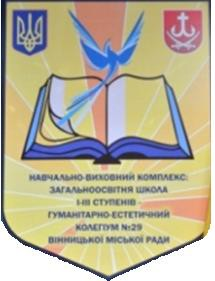 НАВЧАЛЬНО-ВИХОВНИЙ КОМПЛЕКС:
ЗАГАЛЬНООСВІТНЯ ШКОЛА
І-ІІІ СТУПЕНІВ -
ГУМАНІТАРНО-ЕСТЕТИЧНИЙ
КОЛЕГІУМ №29
ВІННИЦЬКОЇ МІСЬКОЇ РАДИ